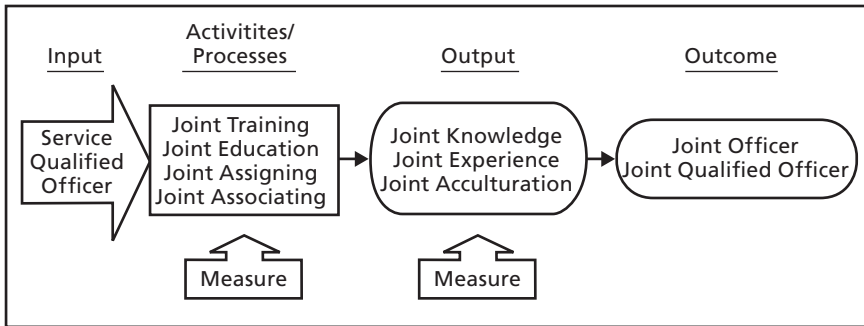 Input
Activitites/
Processes
Output
Outcome
Service
Qualified
Officer
Joint Training
Joint Education
Joint Assigning
Joint Associating
Joint Knowledge
Joint Experience
Joint Acculturation
Joint Officer
Joint Qualified Officer
Measure
Measure